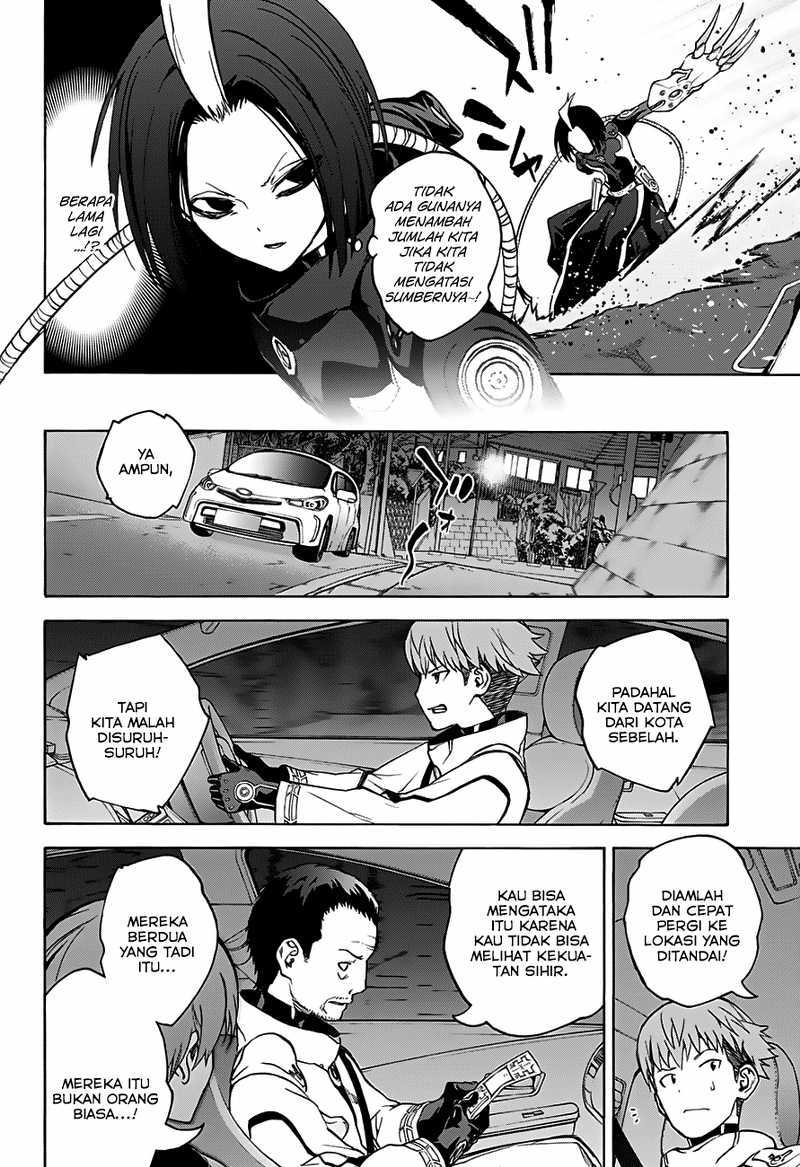 TIDAK
ADA GUNANYA
MENAMBAH
JUMLAH KITA
JIKA KITA
TIDAK
MENGATASI
SUMBERNYA~!
BERAPA
LAMA
LAGI
....!?
YA
AMPUN,
PADAHAL
KITA DATANG
DARI KOTA
SEBELAH.
TAPI
KITA MALAH
DISURUH-
SURUH!
DIAMLAH
DAN CEPAT
PERGI KE
LOKASI YANG
DITANDAI!
KAU BISA
MENGATAKA
ITU KARENA
KAU TIDAK BISA
MELIHAT KEKUA-
TAN SIHIR.
MEREKA
BERDUA
YANG TADI
ITU...
MEREKA ITU
BUKAN ORANG
BIASA...!